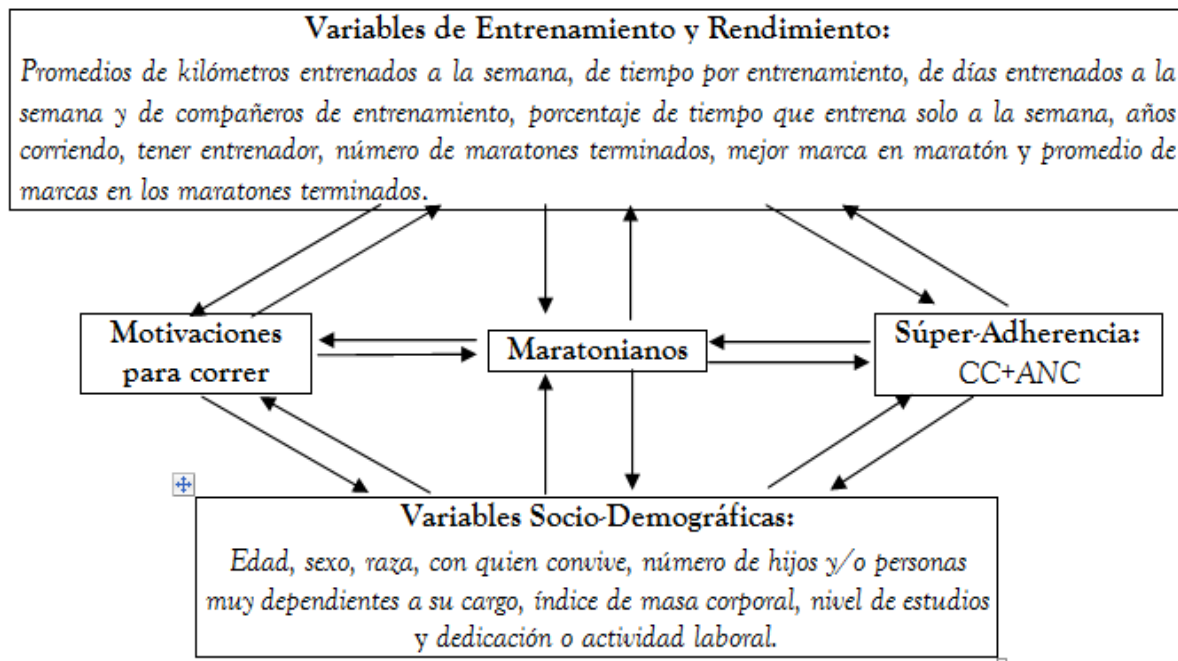 Variables de Entrenamiento y Rendimiento:
Promedios de kilómetros entrenados a la semana, de tiempo por entrenamiento, de días entrenados a la
semana y de compañeros de entrenamiento, porcentaje de tiempo que entrena solo a la semana, años
corriendo, tener entrenador, número de maratones terminados, mejor marca en maratón y promedio de
marcas en los maratones terminados.
Motivaciones
para correr
Maratonianos
Súper-Adherencia:
CC+ANC
Variables Socio-Demográficas:
Edad, sexo, raza, con quien convive, número de hijos y/o personas
muy dependientes a su cargo, índice de masa corporal, nivel de estudios
y dedicación o actividad laboral.